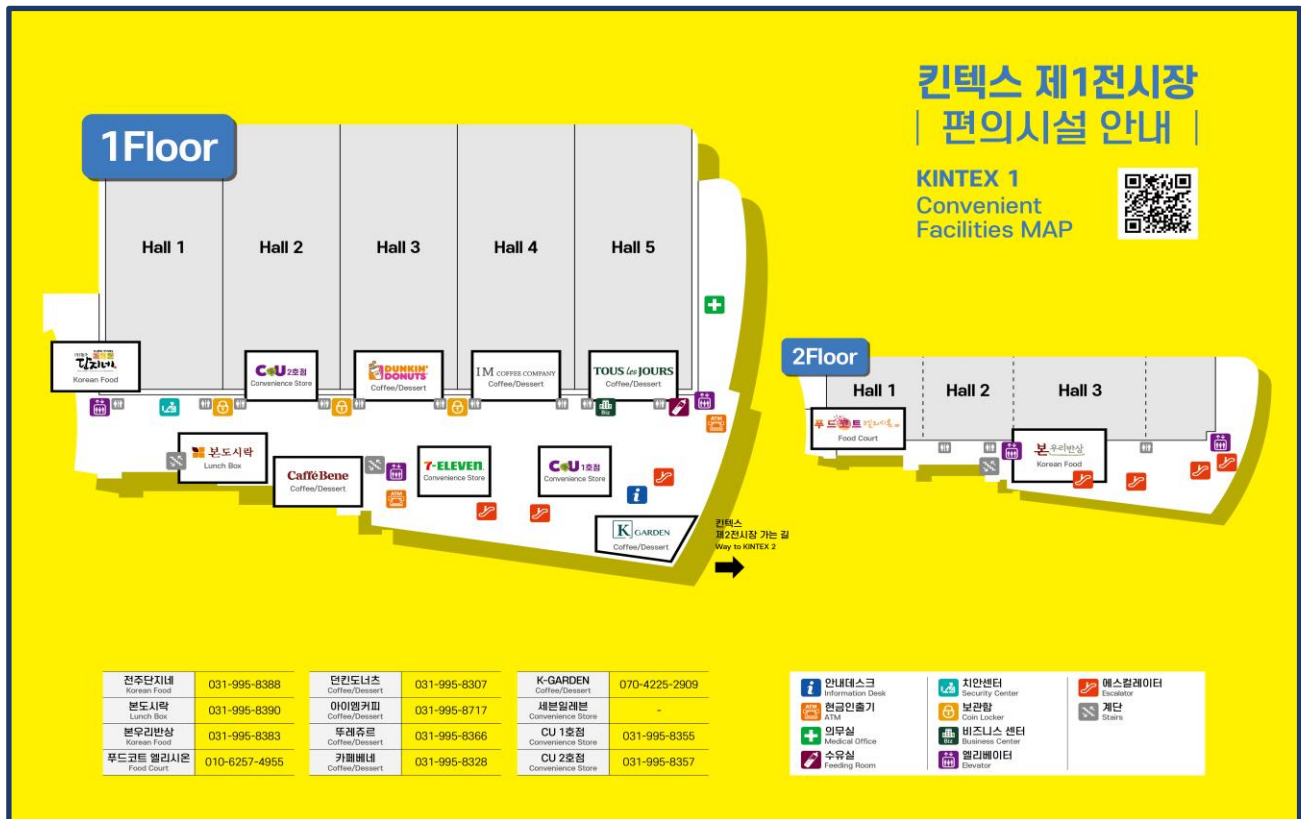 킨텍스 제1전시장
편의시설 안내
KINTEX 1
Convenient
Facilities MAP
1Floor
Hall 1
Hall 2
Hall 3
Hall 4
Hall 5
단지네
Korean Food
CU 2호점
Convenience Store
DUNKIN'
DONUTS
Coffee/Dessert
IM COFFEE COMPANY
Coffee/Dessert
TOUS les JOURS
Coffee/Dessert
Biz
ATM
본도시락
Lunch Box
Caffé Bene
Coffee/Dessert
ATM
7-ELEVEN
Convenience Store
CU 1호점
Convenience Store
i
K GARDEN
Coffee/Dessert
킨텍스
제2전시장 가는 길
Way to KINTEX 2
2Floor
Hall 1
Hall 2
Hall 3
푸드코트
Food Court
본우리반상
Korean Food
전주단지네
Korean Food
031-995-8388
본도시락
Lunch Box
031-995-8390
본우리반상
Korean Food
031-995-8383
푸드코트 엘리시온
Food Court
010-6257-4955
던킨도너츠
Coffee/Dessert
031-995-8307
아이엠커피
Coffee/Dessert
031-995-8717
뚜레쥬르
Coffee/Dessert
031-995-8366
카페베네
Coffee/Dessert
031-995-8328
K-GARDEN
Coffee/Dessert
070-4225-2909
세븐일레븐
Convenience Store
-
CU 1호점
Convenience Store
031-995-8355
CU 2호점
Convenience Store
031-995-8357
i
안내데스크
Information Desk
ATM
현금인출기
ATM
의무실
Medical Office
수유실
Feeding Room
치안센터
Security Center
보관함
Coin Locker
Biz
비즈니스 센터
Business Center
엘리베이터
Elevator
에스컬레이터
Escalator
계단
Stairs